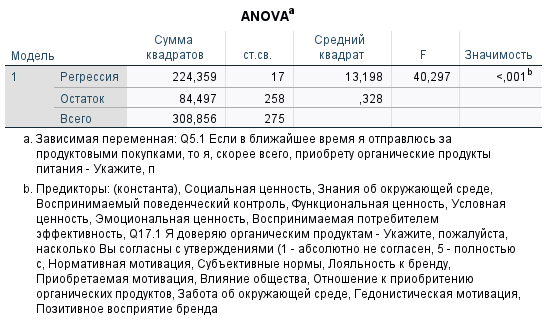 ANOVAa
Модель Сумма квадратов ст.св. Средний квадрат F Значимость
1 Регрессия 224,359 17 13,198 40,297 <,001b
Остаток 84,497 258 ,328
Всего 308,856 275
a. Зависимая переменная: Q5.1 Если в ближайшее время я отправлюсь за
продуктовыми покупками, то я, скорее всего, приобрету органические продукты
питания - Укажите, п
b. Предикторы: (константа), Социальная ценность, Знания об окружающей среде,
Воспринимаемый поведенческий контроль, Функциональная ценность, Условная
ценность, Эмоциональная ценность, Воспринимаемая потребителем
эффективность, Q17.1 Я доверяю органическим продуктам - Укажите, пожалуйста,
насколько Вы согласны с утверждениями (1 - абсолютно не согласен, 5 - полностью
с, Нормативная мотивация, Субъективные нормы, Лояльность к бренду,
Приобретаемая мотивация, Влияние общества, Отношение к приобритению
органических продуктов, Забота об окружающей среде, Гедонистическая мотивация,
Позитивное восприятие бренда